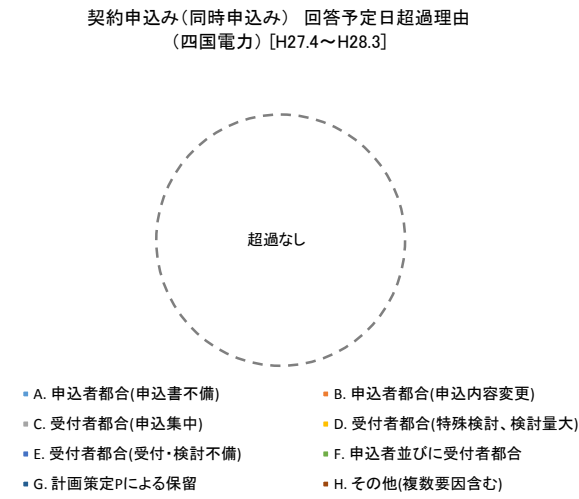 契約申込み(同時申込み) 回答予定日超過理由
(四国電力) [H27.4～H28.3]
超過なし
A. 申込者都合(申込書不備)
B. 申込者都合(申込内容変更)
C. 受付者都合(申込集中)
D. 受付者都合(特殊検討、検討量大)
E. 受付者都合(受付・検討不備)
F. 申込者並びに受付者都合
G. 計画策定Pによる保留
H. その他(複数要因含む)